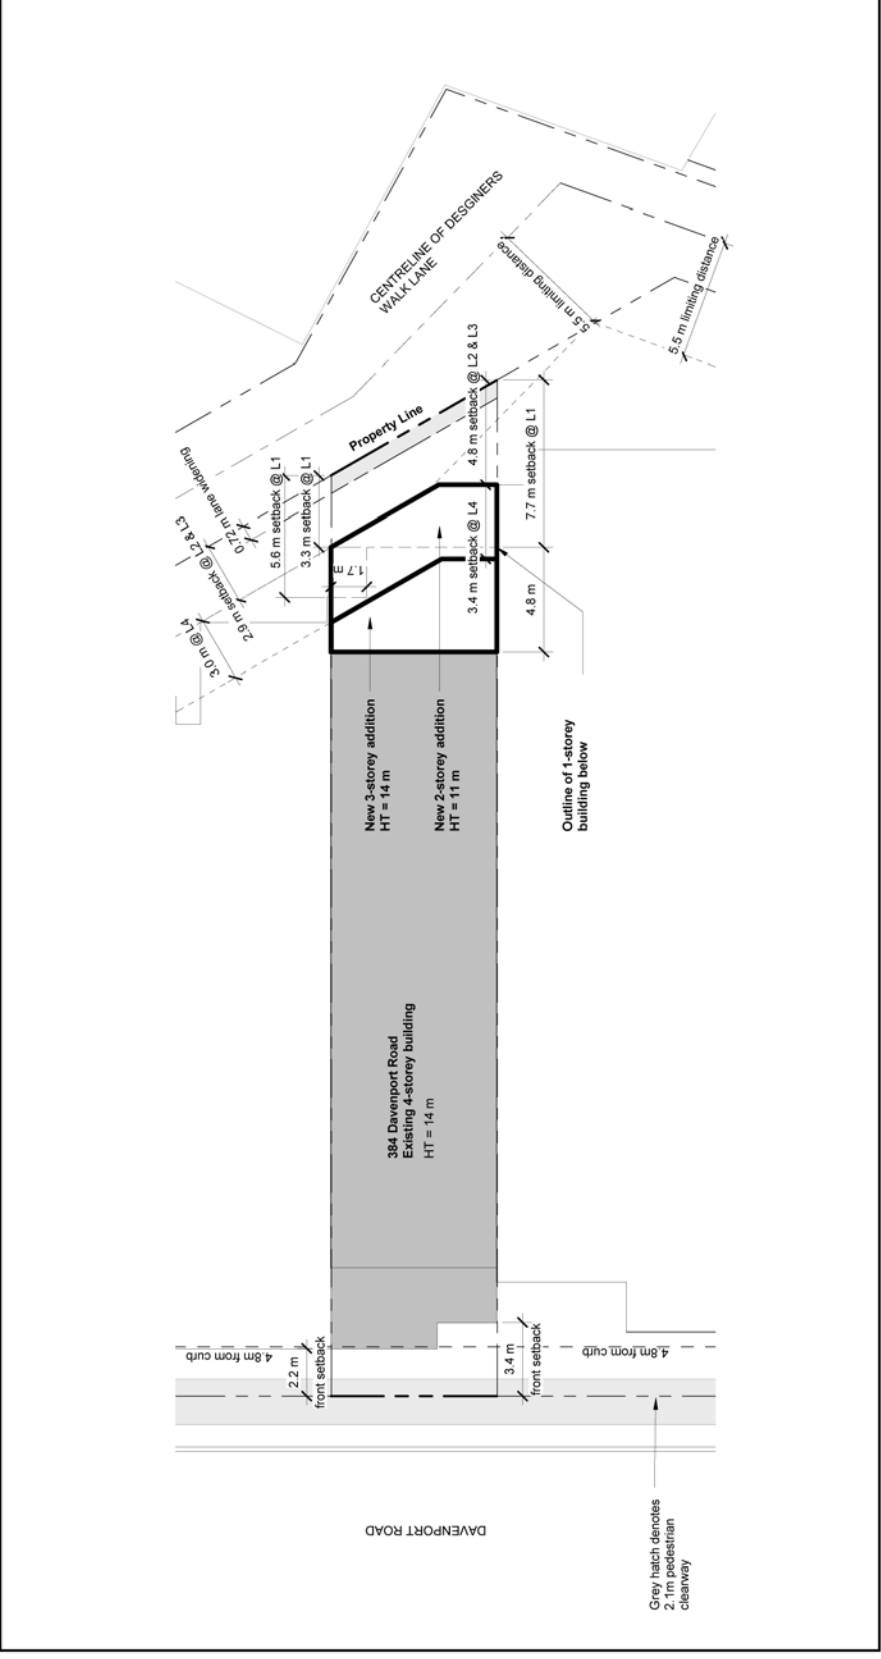 CENTRELINE OF DESGINERS
WALK LANE
5.5 m limiting distance
5.5 m limiting distance
Property Line
4.8 m setback @ L2 & L3
7.7 m setback @ L1
0.72 m lane widening
5.6 m setback @ L1
3.3 m setback @ L1
2.9 m setback @ L2 & L3
3.0 m @ L4
1.7 m
3.4 m setback @ L4
4.8 m
New 3-storey addition
HT = 14 m
New 2-storey addition
HT = 11 m
Outline of 1-storey
building below
384 Davenport Road
Existing 4-storey building
HT = 14 m
4.8m from curb
2.2 m
front setback
3.4 m
front setback
4.8m from curb
DAVENPORT ROAD
Grey hatch denotes
2.1m pedestrian
clearway